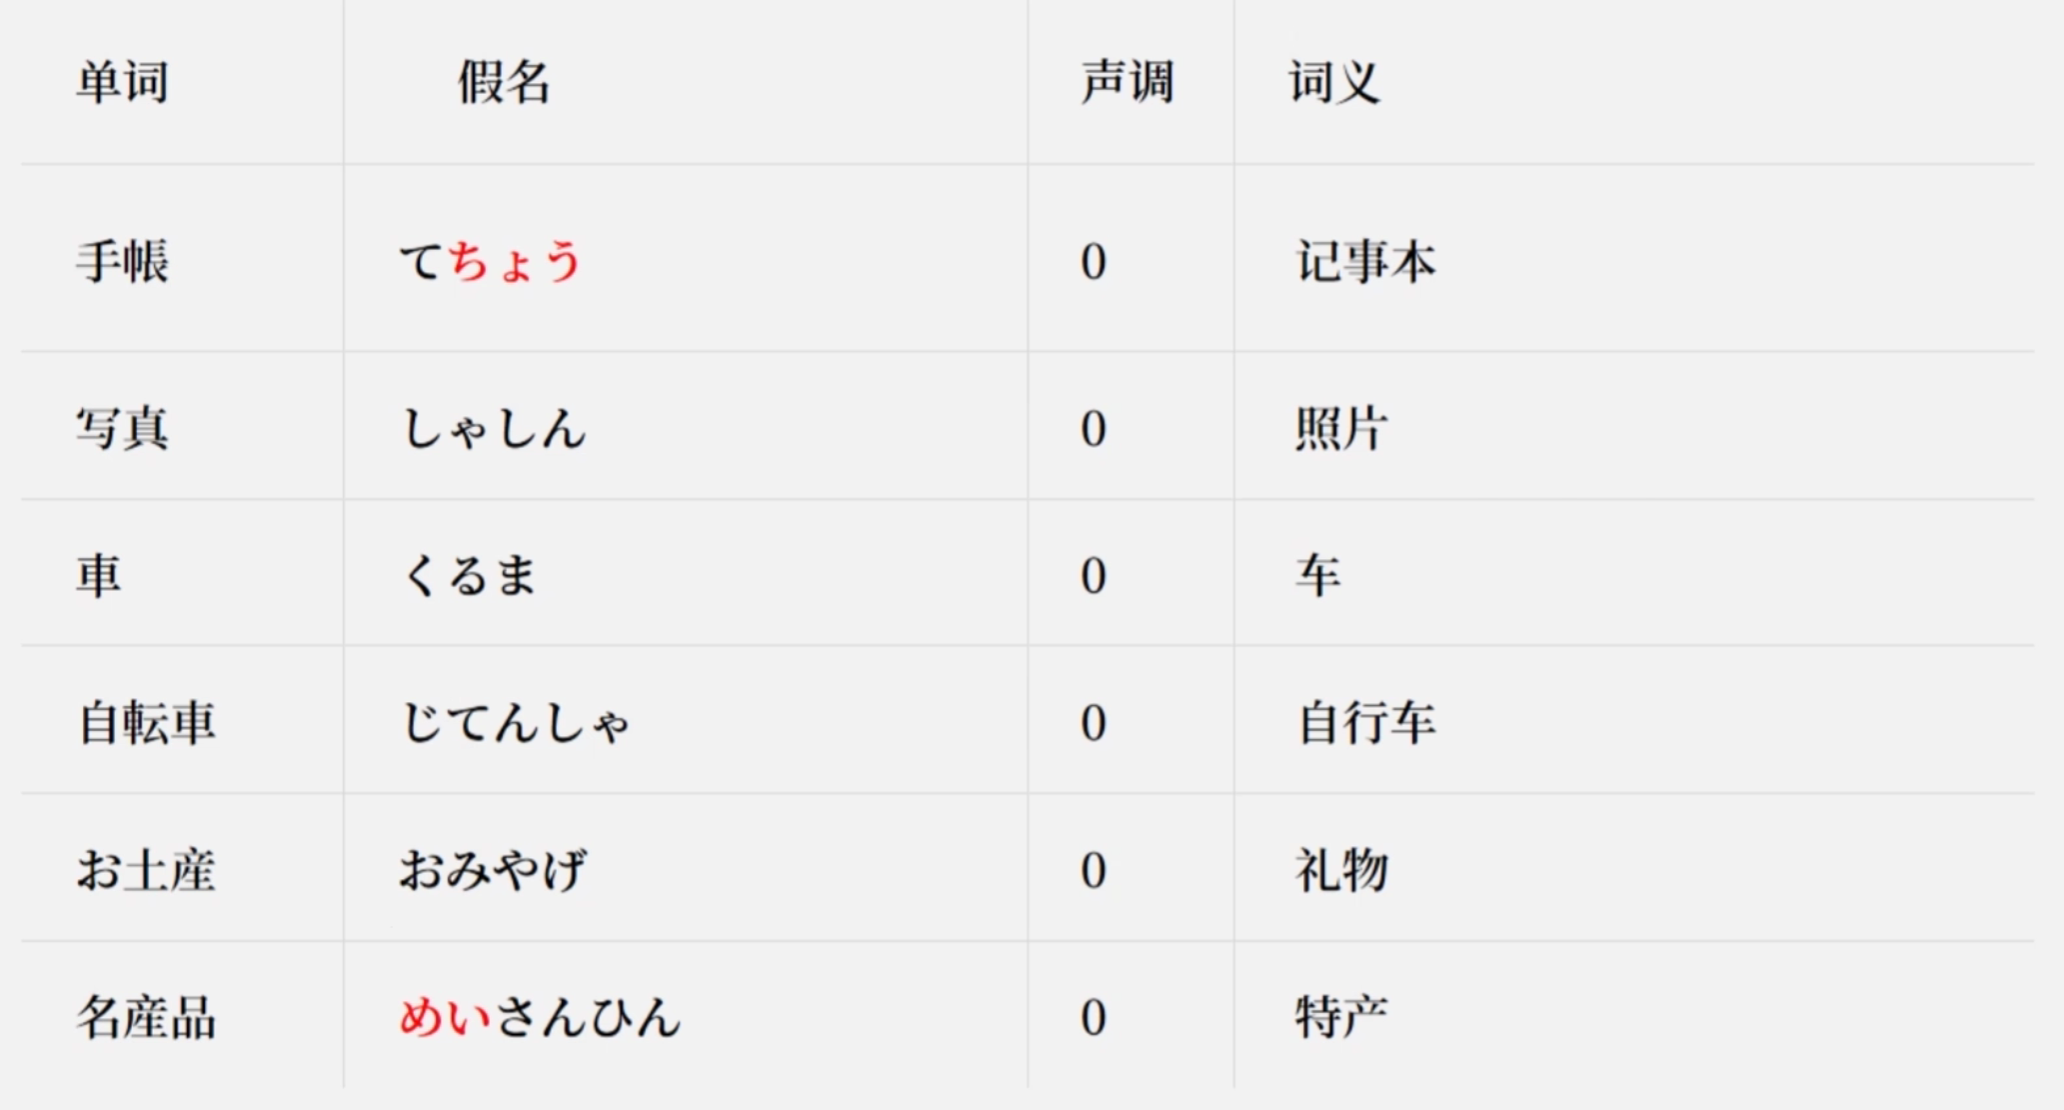 单词 假名 声调 词义
手帳 てちょう 0 记事本
写真 しゃしん 0 照片
車 くるま 0 车
自転車 じてんしゃ 0 自行车
お土産 おみやげ 0 礼物
名産品 めいさんひん 0 特产